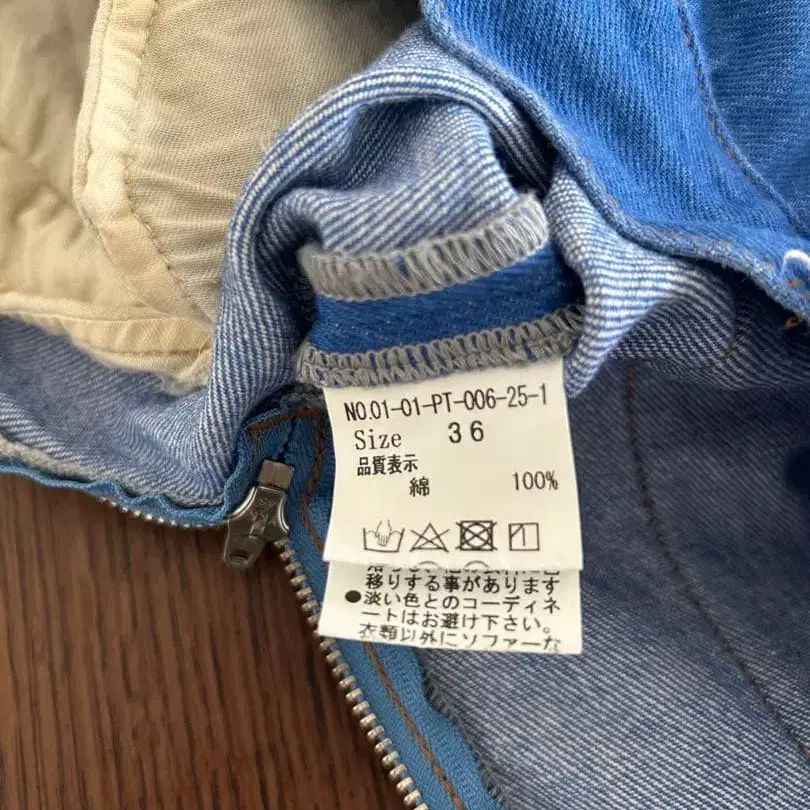 NO.01-01-PT-006-25-1
Size 36
品質表示
綿 100%
移りする事があります
●淡い色とのコーディネ
ートはお避け下さい。
衣類以外にソファーな